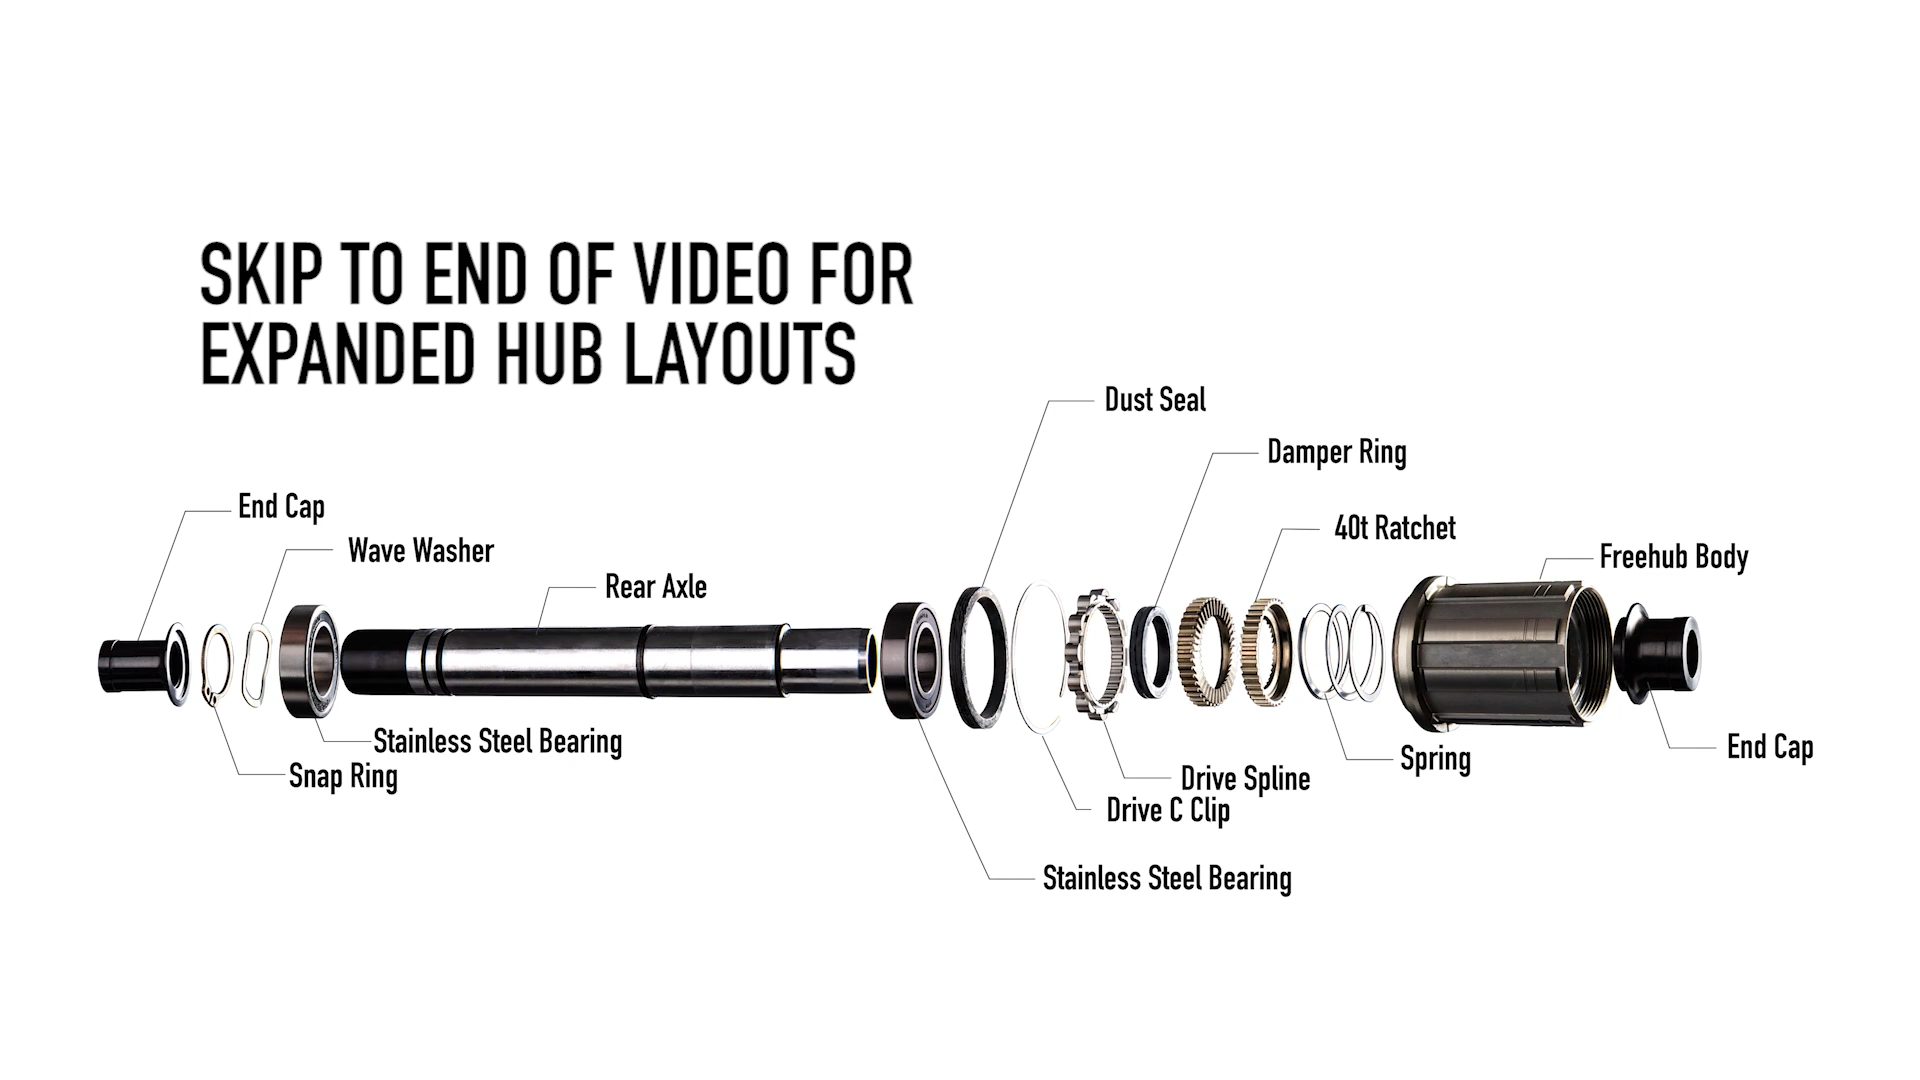 SKIP TO END OF VIDEO FOR
EXPANDED HUB LAYOUTS
Dust Seal
Damper Ring
End Cap
40t Ratchet
Wave Washer
Freehub Body
Rear Axle
Stainless Steel Bearing
End Cap
Spring
Snap Ring
Drive Spline
Drive C Clip
Stainless Steel Bearing